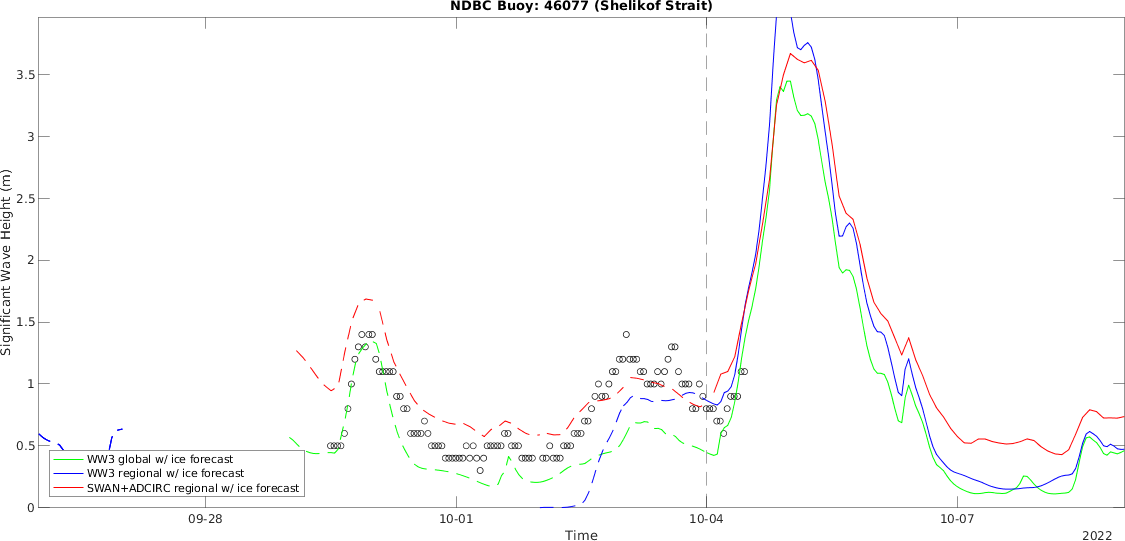 NDBC Buoy: 46077 (Shelikof Strait)
3.5
3
2.5
2
1.5
1
0.5
0
Significant Wave Height (m)
WW3 global w/ ice forecast
WW3 regional w/ ice forecast
SWAN+ADCIRC regional w/ ice forecast
09-28
10-01
10-04
10-07
Time
2022